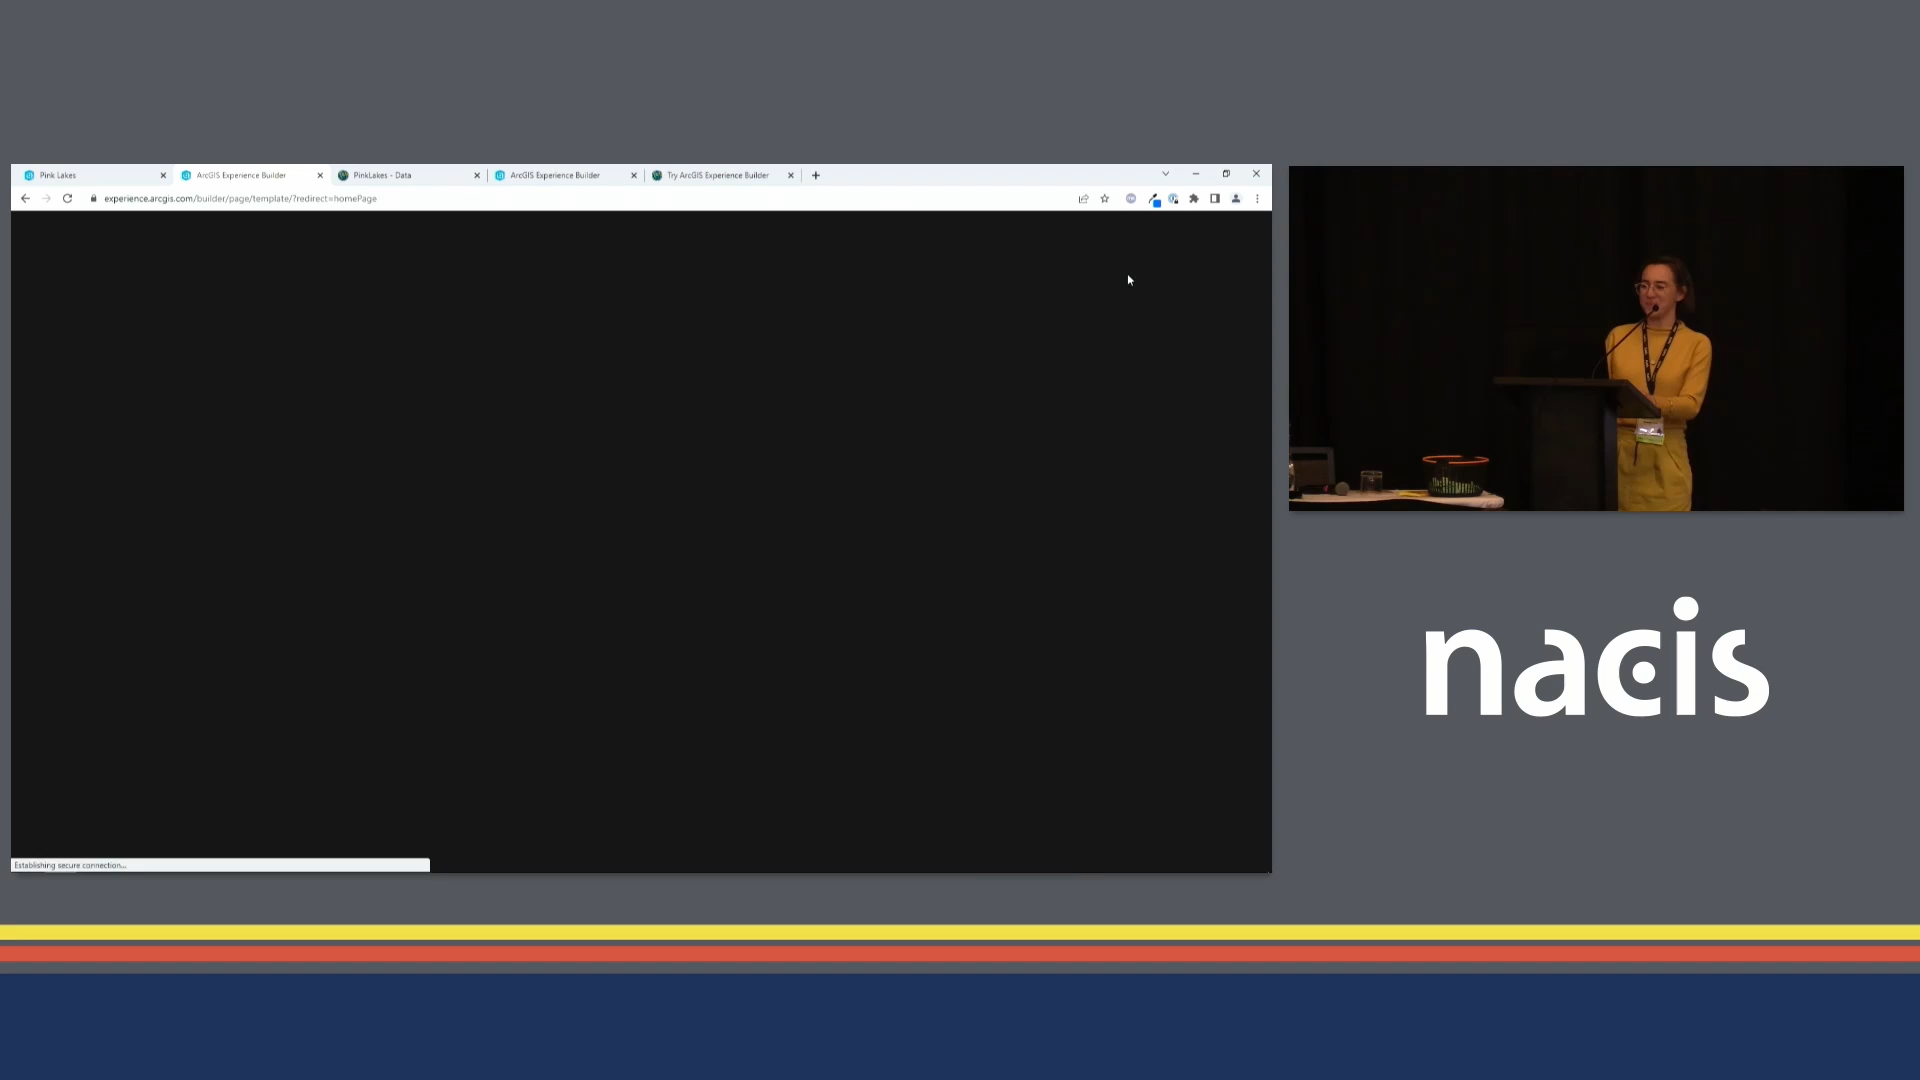 Pink Lakes
ArcGIS Experience Builder
PinkLakes - Data
ArcGIS Experience Builder
Try ArcGIS Experience Builder
experience.arcgis.com/builder/page/template/?redirect=homePage
Establishing secure connection...
nacis